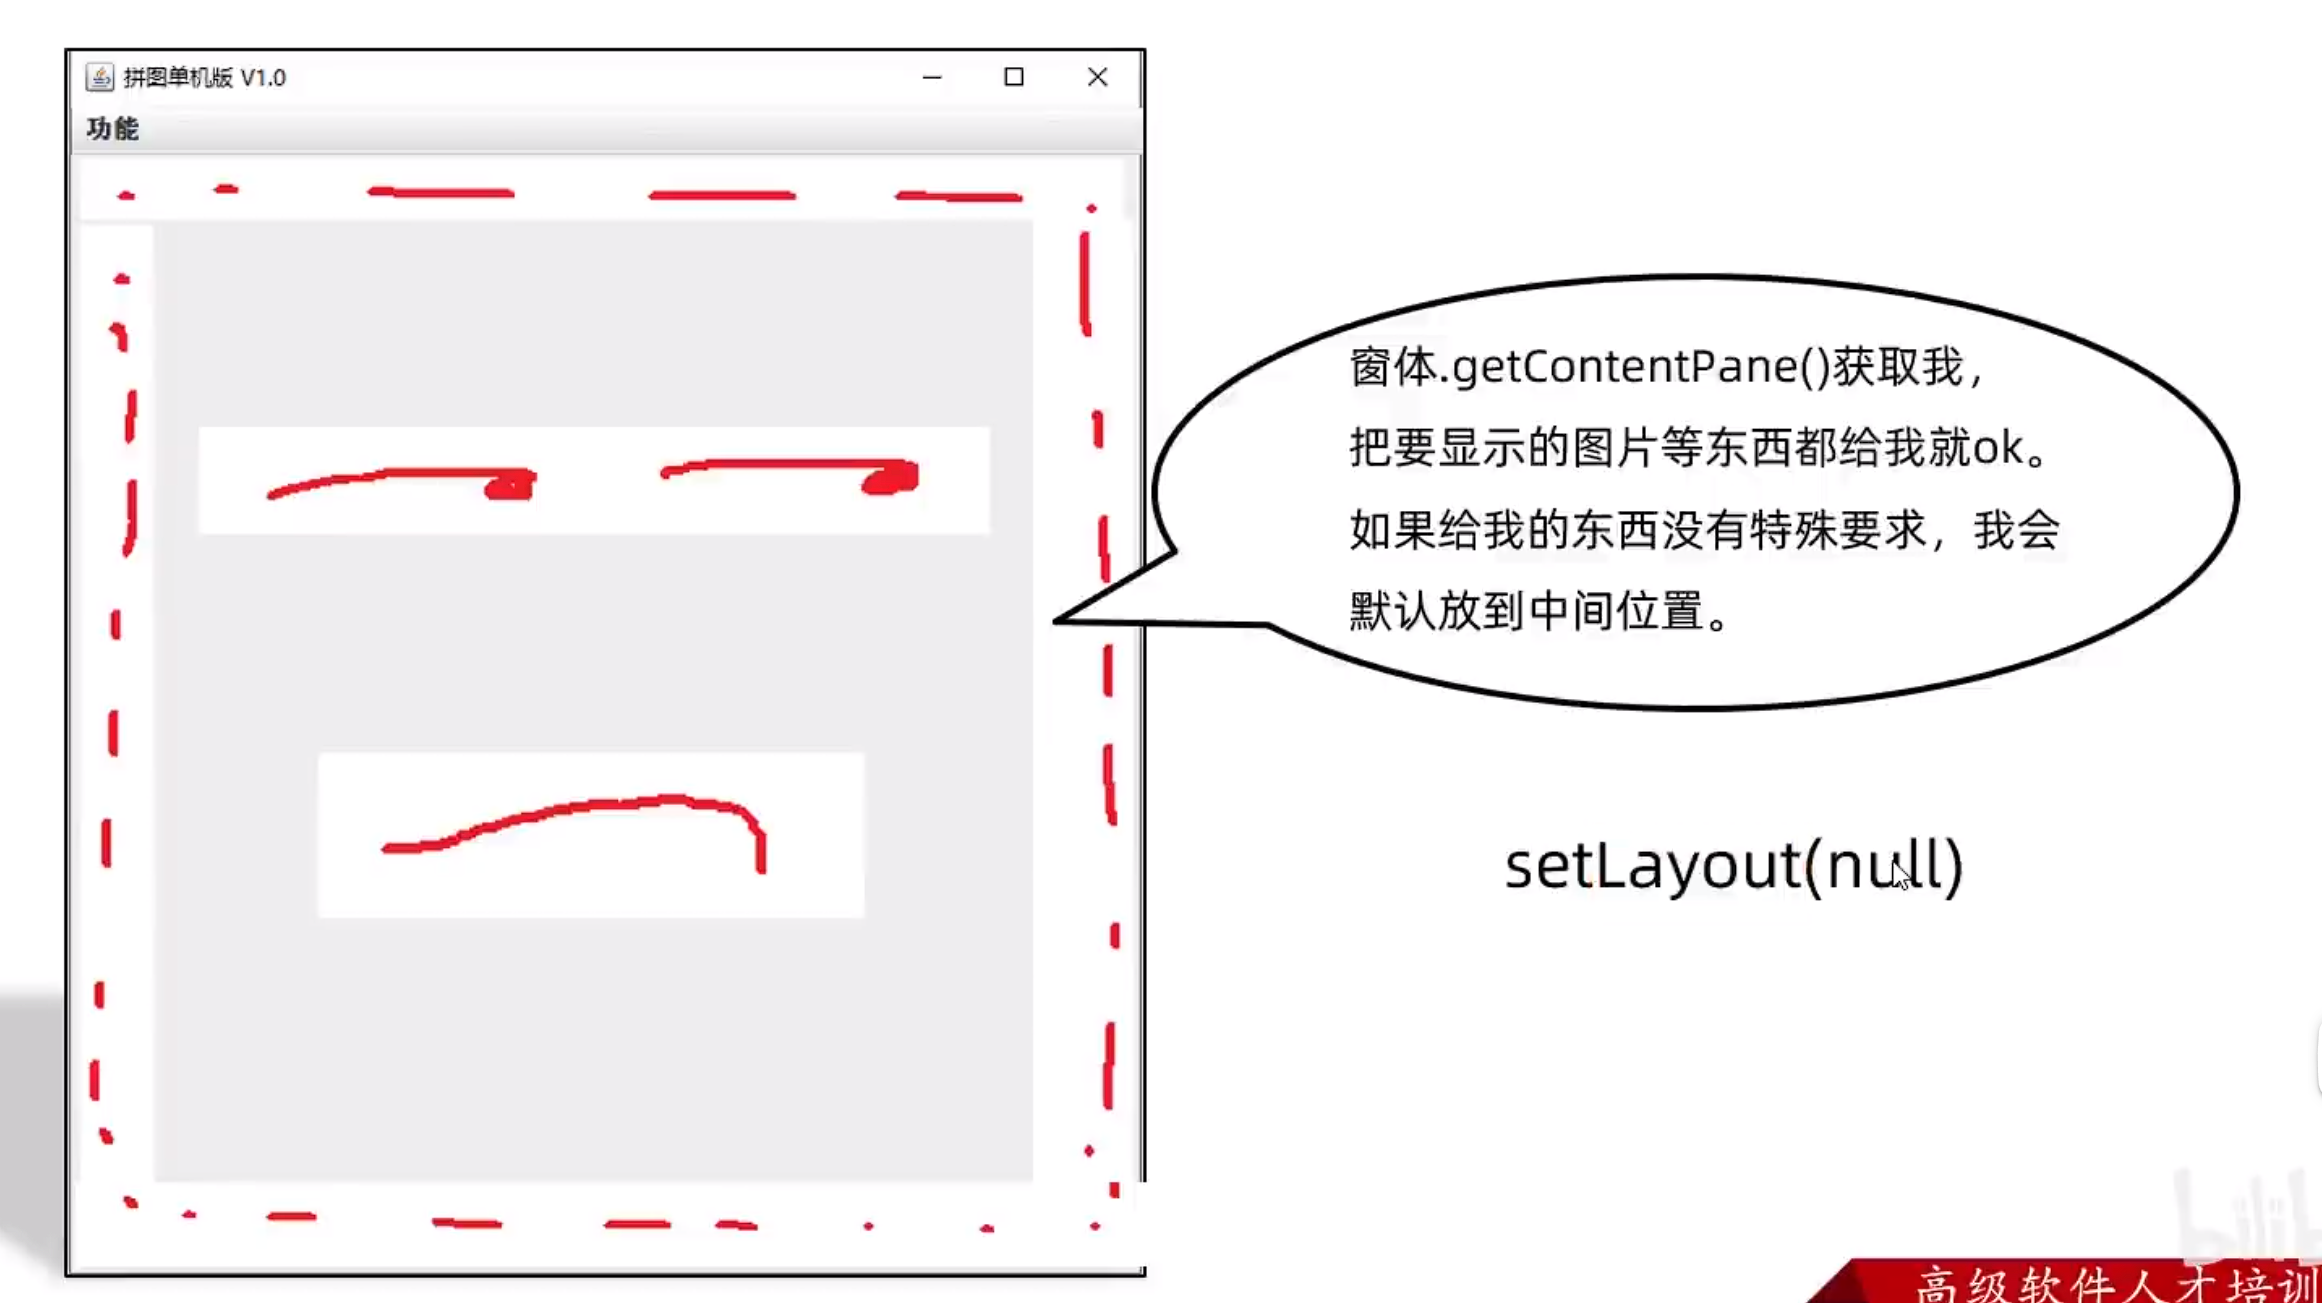 拼图单机版 V1.0
功能
窗体.getContentPane()获取我，
把要显示的图片等东西都给我就ok。
如果给我的东西没有特殊要求，我会
默认放到中间位置。
setLayout(null)
高级软件人才培训